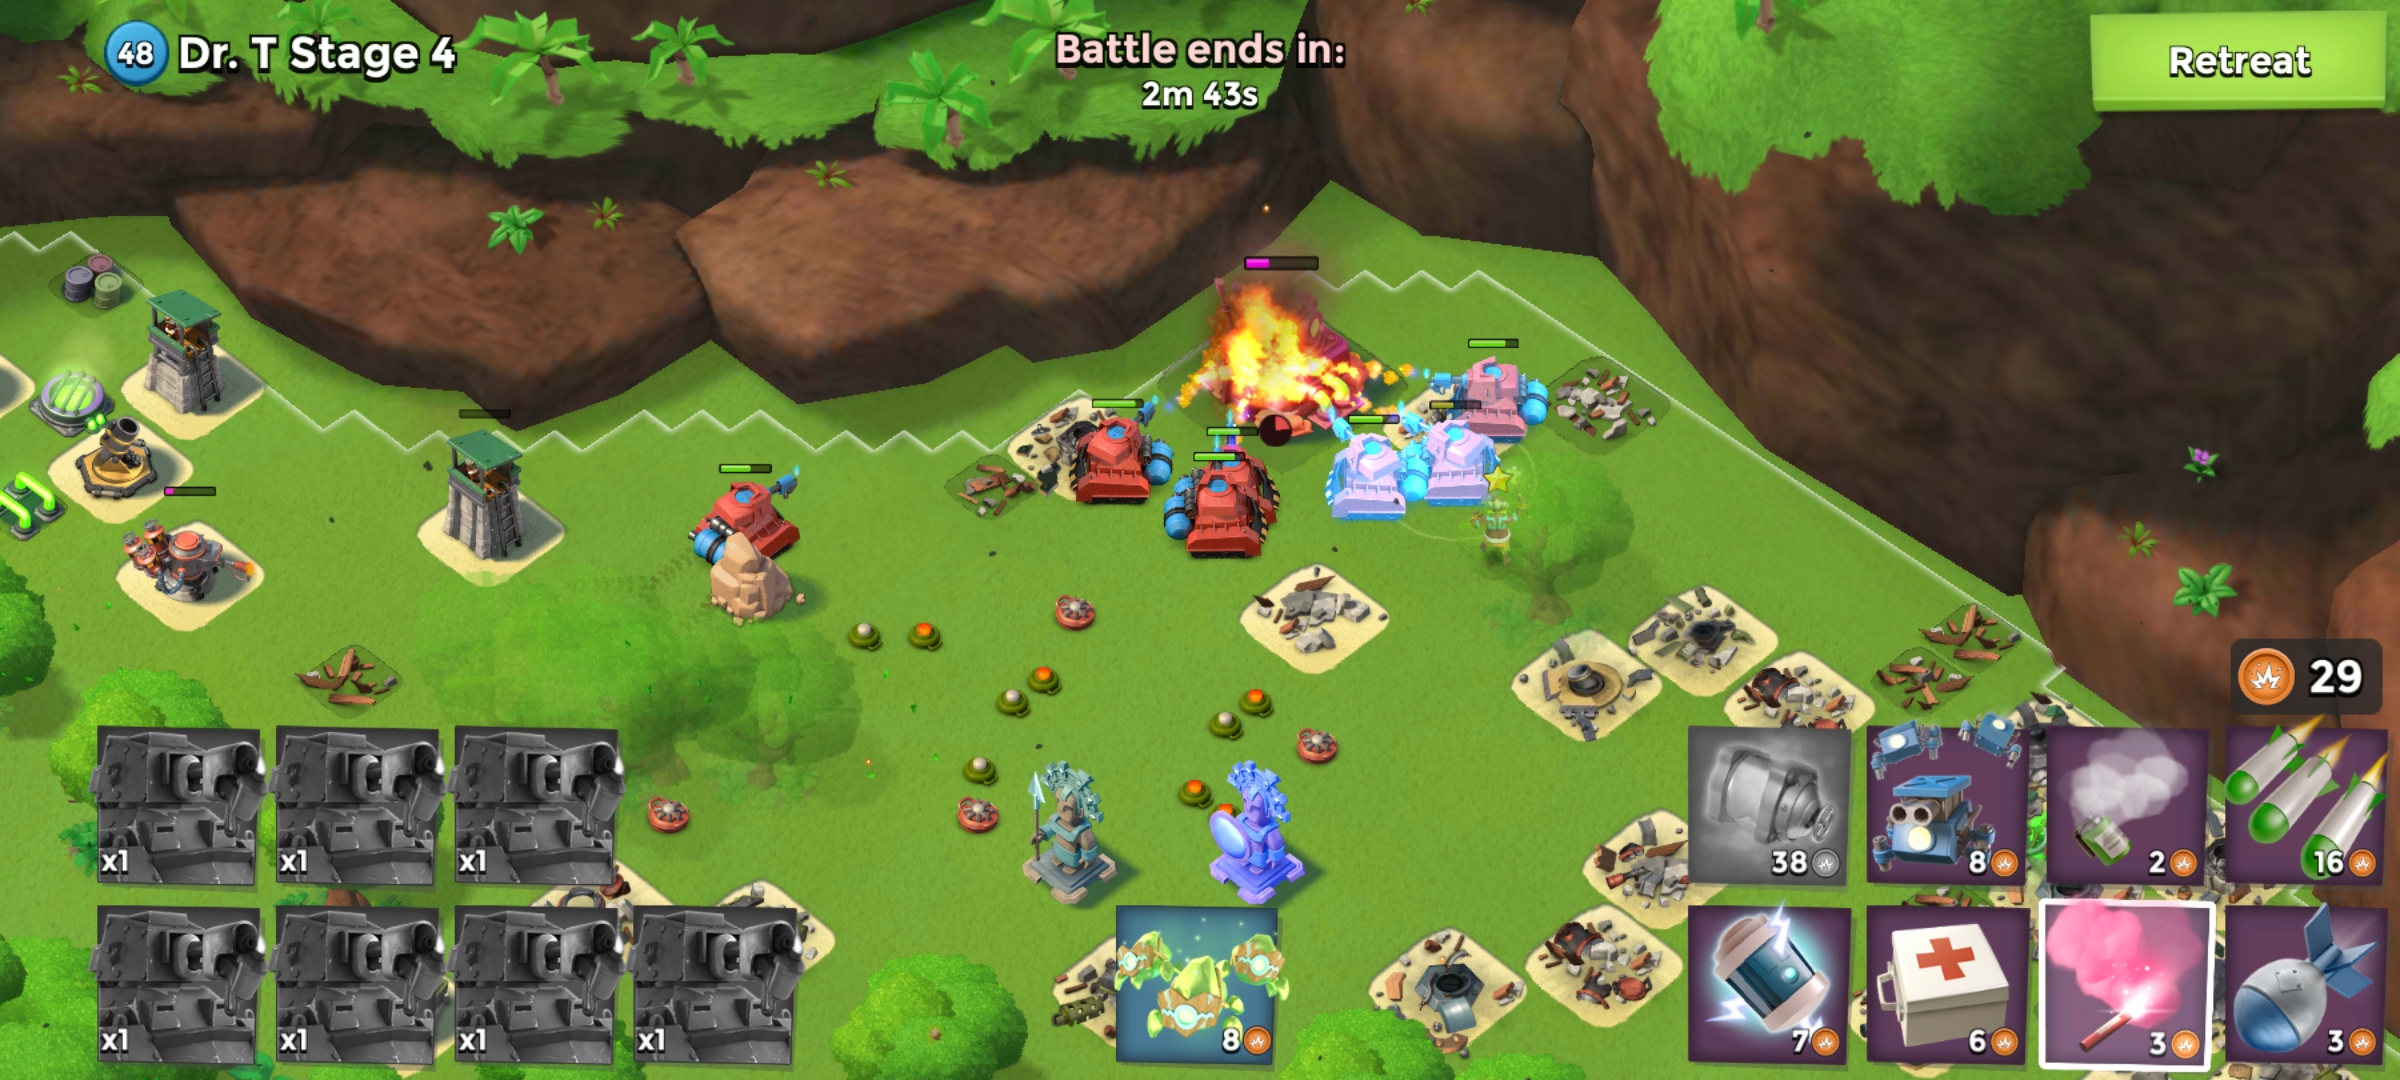 48 Dr. T Stage 4
Battle ends in:
2m 43s
Retreat
29
x1 x1 x1
38 8 2 16
x1 x1 x1 x1
8
7 6 3 3